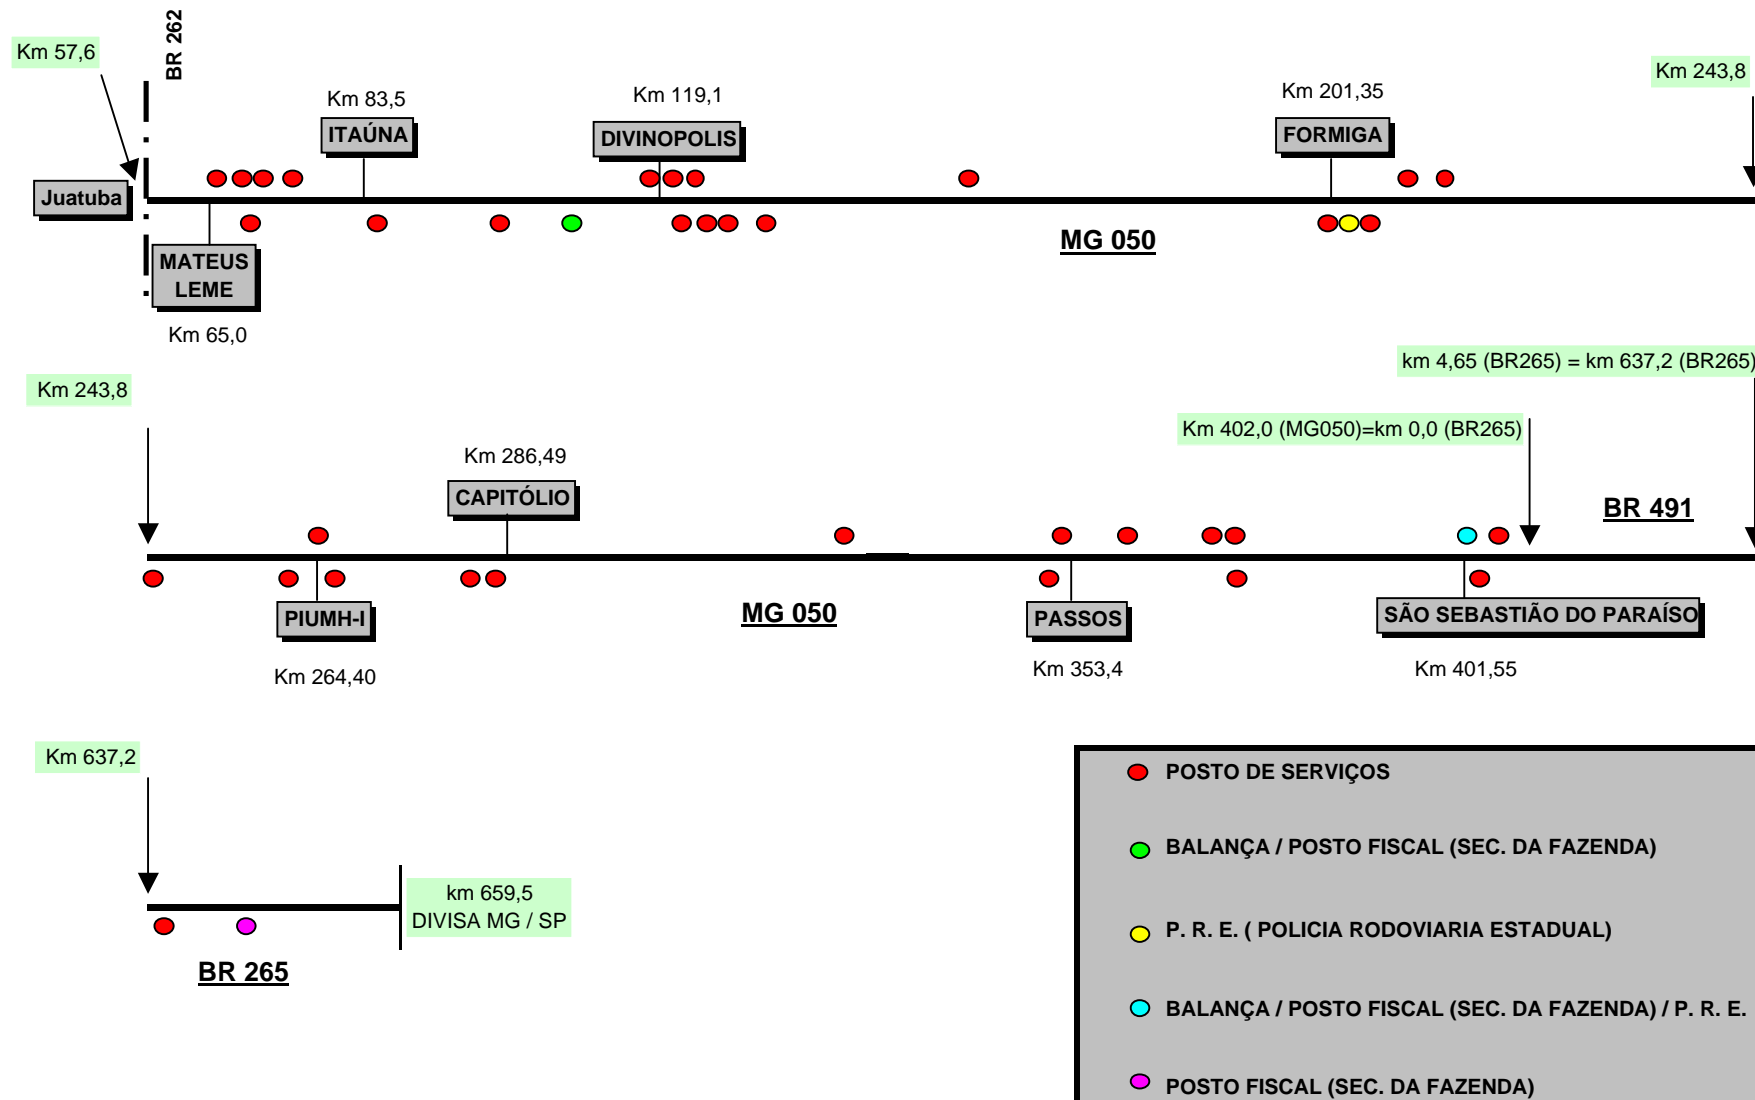 BR 262
Km 57,6
Km 243,8
Km 83,5
Km 119,1
Km 201,35
ITAÚNA
DIVINOPOLIS
FORMIGA
Juatuba
MG 050
MATEUS
LEME
Km 65,0
km 4,65 (BR265) = km 637,2 (BR265)
Km 243,8
Km 402,0 (MG050)=km 0,0 (BR265)
Km 286,49
CAPITÓLIO
BR 491
PIUMH-I
MG 050
PASSOS
SÃO SEBASTIÃO DO PARAÍSO
Km 264,40
Km 353,4
Km 401,55
Km 637,2
km 659,5
DIVISA MG / SP
BR 265
POSTO DE SERVIÇOS
BALANÇA / POSTO FISCAL (SEC. DA FAZENDA)
P. R. E. ( POLICIA RODOVIARIA ESTADUAL)
BALANÇA / POSTO FISCAL (SEC. DA FAZENDA) / P. R. E.
POSTO FISCAL (SEC. DA FAZENDA)